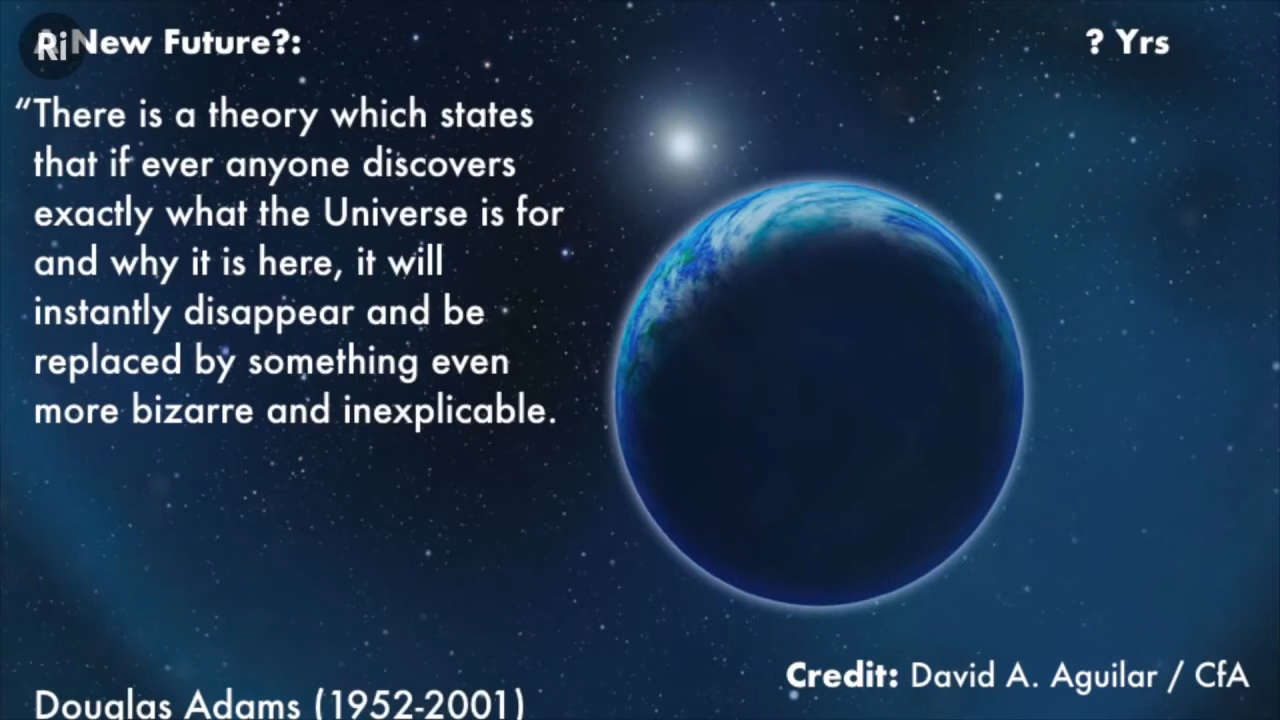 Ri New Future?:
? Yrs
“There is a theory which states
that if ever anyone discovers
exactly what the Universe is for
and why it is here, it will
instantly disappear and be
replaced by something even
more bizarre and inexplicable.
Credit: David A. Aguilar / CfA
Douglas Adams (1952-2001)